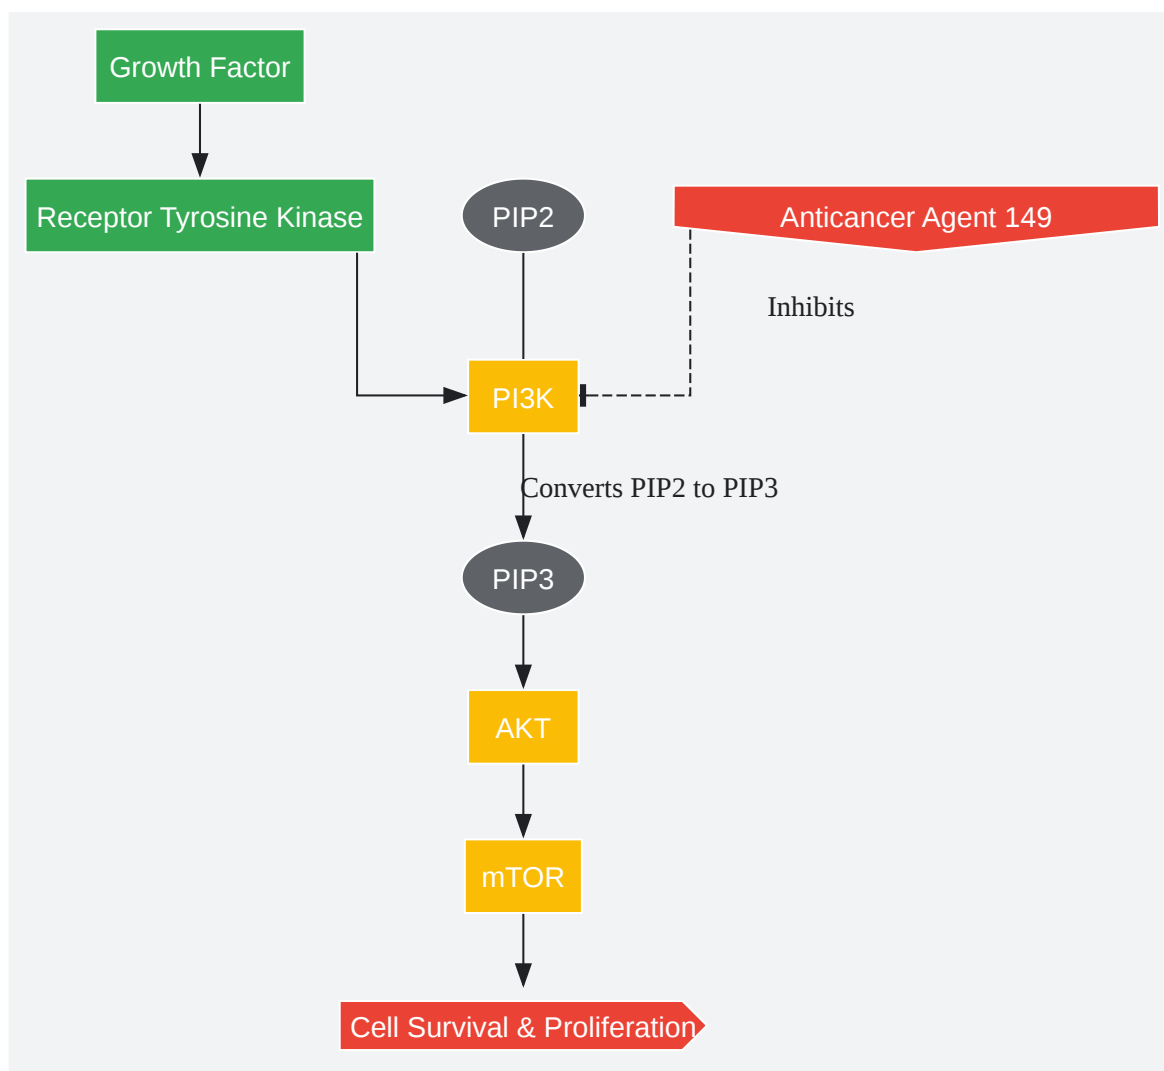 Growth Factor
Receptor Tyrosine Kinase
PIP2
Anticancer Agent 149
Inhibits
PI3K
Converts PIP2 to PIP3
PIP3
AKT
mTOR
Cell Survival & Proliferation